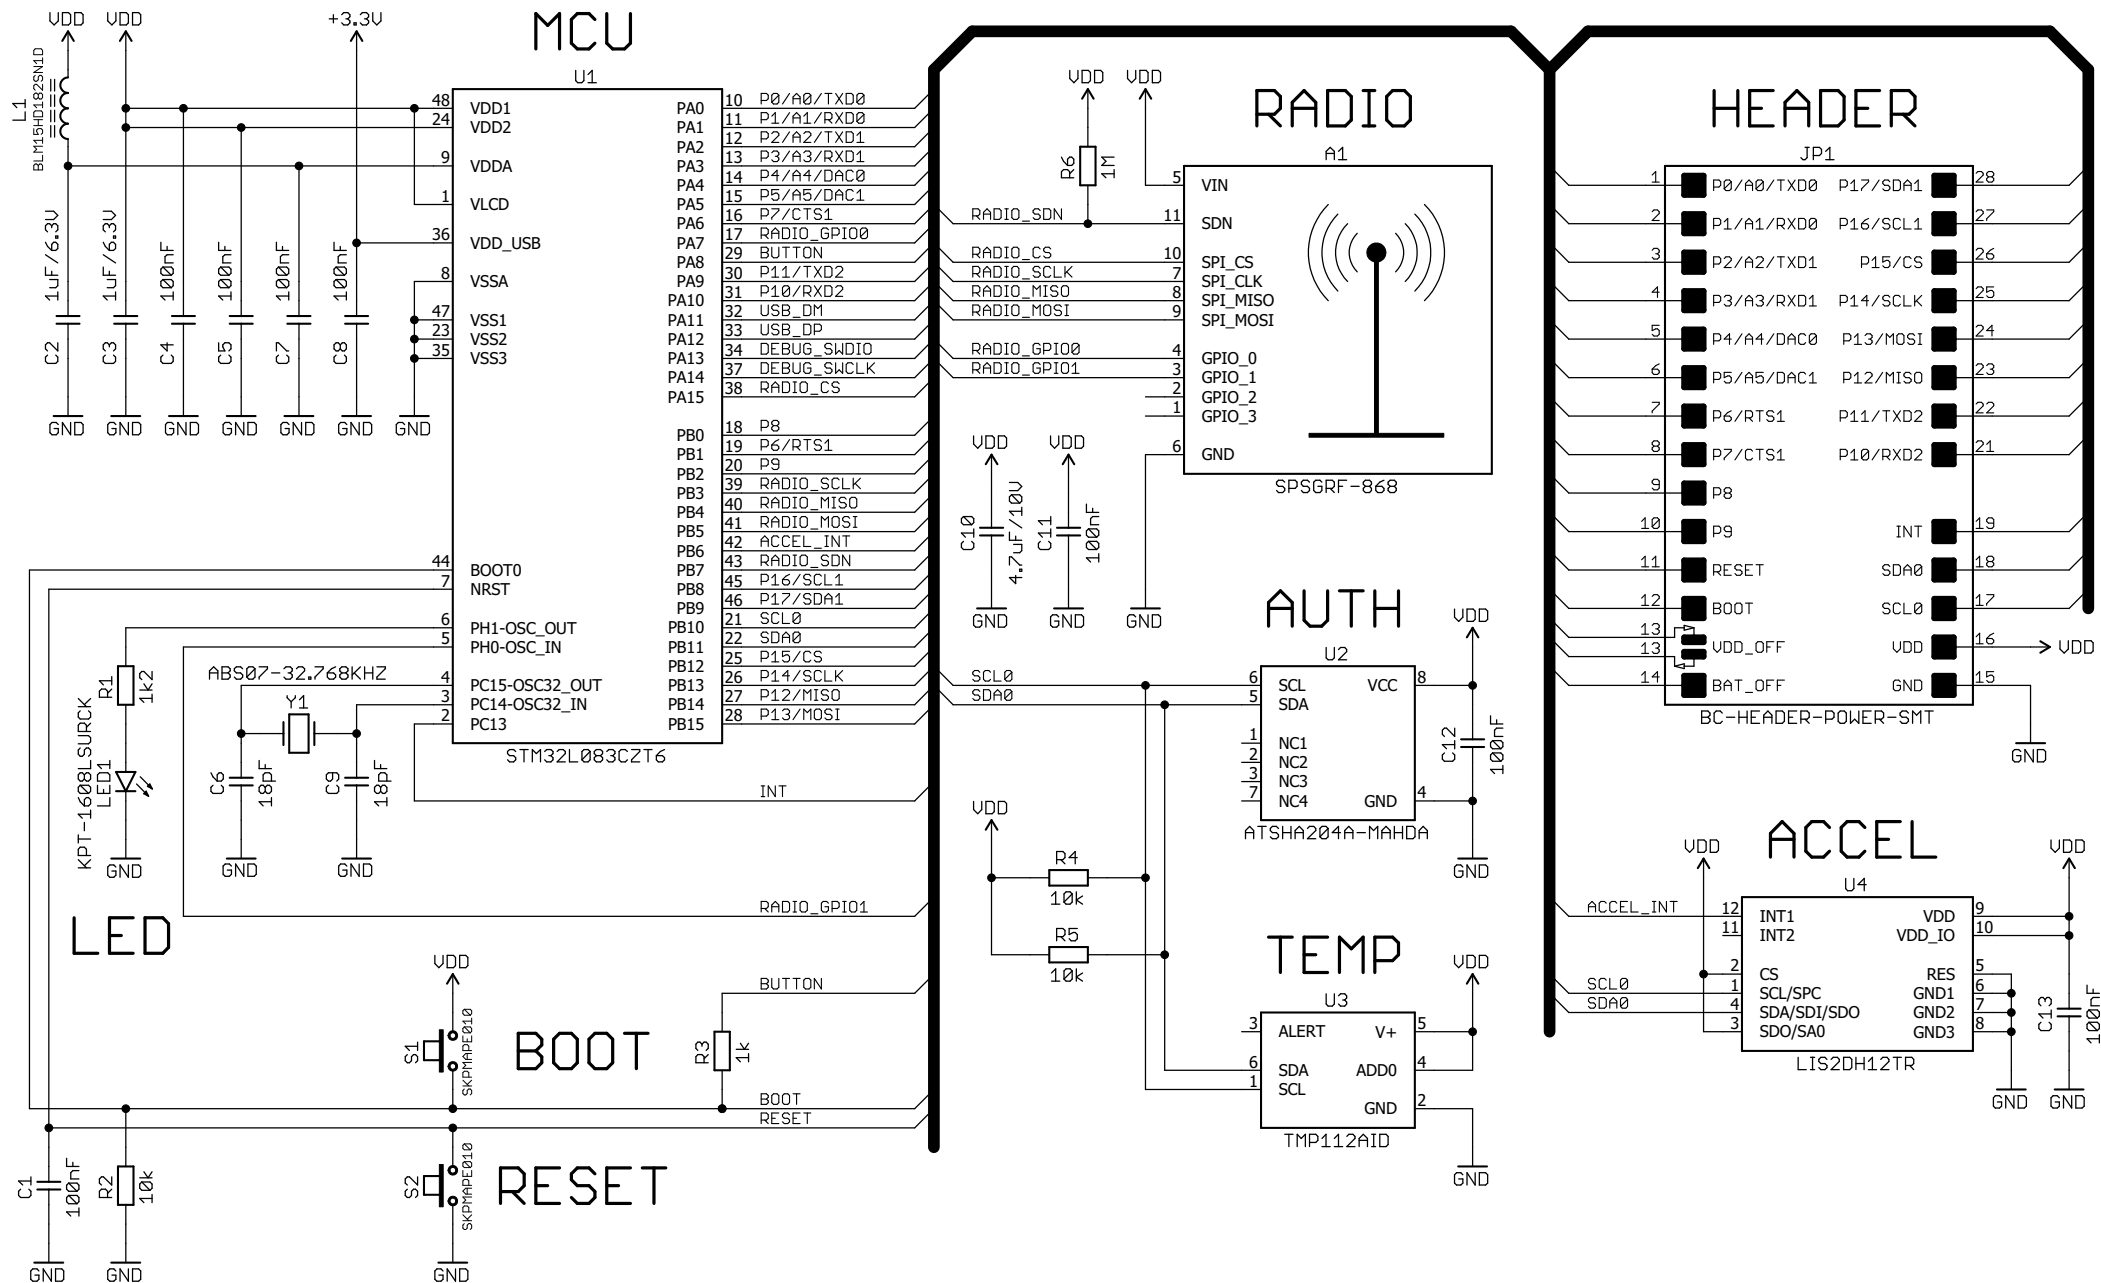 MCU
VDD
VDD
+3.3V
L1
BLM15HD182SN1D
C2
1uF/6.3V
C3
1uF/6.3V
C4
100nF
C5
100nF
C7
100nF
C8
100nF
GND
GND
GND
GND
GND
GND
GND
U1
48 VDD1
24 VDD2
9 VDDA
1 VLCD
36 VDD_USB
8 VSSA
47 VSS1
23 VSS2
35 VSS3
44 BOOT0
7 NRST
6 PH1-OSC_OUT
5 PH0-OSC_IN
4 PC15-OSC32_OUT
3 PC14-OSC32_IN
2 PC13
PA0 10 P0/A0/TXD0
PA1 11 P1/A1/RXD0
PA2 12 P2/A2/TXD1
PA3 13 P3/A3/RXD1
PA4 14 P4/A4/DAC0
PA5 15 P5/A5/DAC1
PA6 16 P7/CTS1
PA7 17 RADIO_GPIO0
PA8 29 BUTTON
PA9 30 P11/TXD2
PA10 31 P10/RXD2
PA11 32 USB_DM
PA12 33 USB_DP
PA13 34 DEBUG_SWDIO
PA14 37 DEBUG_SWCLK
PA15 38 RADIO_CS
PB0 18 P8
PB1 19 P6/RTS1
PB2 20 P9
PB3 39 RADIO_SCLK
PB4 40 RADIO_MISO
PB5 41 RADIO_MOSI
PB6 42 ACCEL_INT
PB7 43 RADIO_SDN
PB8 45 P16/SCL1
PB9 46 P17/SDA1
PB10 21 SCL0
PB11 22 SDA0
PB12 25 P15/CS
PB13 26 P14/SCLK
PB14 27 P12/MISO
PB15 28 P13/MOSI
STM32L083CZT6
INT
RADIO_GPIO1
R1
1k2
KPT-1608LSURCK
LED1
GND
LED
ABS07-32.768KHZ
Y1
C6
18pF
C9
18pF
GND
GND
VDD
S1
SKPMAPE010
BOOT
BUTTON
R3
1k
BOOT
RESET
S2
SKPMAPE010
RESET
C1
100nF
R2
10k
GND
GND
GND
RADIO
VDD
VDD
R6
1M
A1
5 VIN
RADIO_SDN 11 SDN
RADIO_CS 10 SPI_CS
RADIO_SCLK 7 SPI_CLK
RADIO_MISO 8 SPI_MISO
RADIO_MOSI 9 SPI_MOSI
RADIO_GPIO0 4 GPIO_0
RADIO_GPIO1 3 GPIO_1
2 GPIO_2
1 GPIO_3
6 GND
SPSGRF-868
VDD
VDD
C10
4.7uF/10V
C11
100nF
GND
GND
GND
AUTH
VDD
U2
SCL0 6 SCL
SDA0 5 SDA
1 NC1
2 NC2
3 NC3
7 NC4
VCC 8
GND 4
ATSHA204A-MAHDA
C12
100nF
GND
VDD
R4
10k
R5
10k
TEMP
VDD
U3
3 ALERT
6 SDA
1 SCL
V+ 5
ADD0 4
GND 2
TMP112AID
GND
HEADER
JP1
1 P0/A0/TXD0
2 P1/A1/RXD0
3 P2/A2/TXD1
4 P3/A3/RXD1
5 P4/A4/DAC0
6 P5/A5/DAC1
7 P6/RTS1
8 P7/CTS1
9 P8
10 P9
11 RESET
12 BOOT
13
13 VDD_OFF
14 BAT_OFF
P17/SDA1 28
P16/SCL1 27
P15/CS 26
P14/SCLK 25
P13/MOSI 24
P12/MISO 23
P11/TXD2 22
P10/RXD2 21
INT 19
SDA0 18
SCL0 17
VDD 16 VDD
GND 15
BC-HEADER-POWER-SMT
GND
ACCEL
VDD
VDD
U4
ACCEL_INT 12 INT1
11 INT2
2 CS
SCL0 1 SCL/SPC
SDA0 4 SDA/SDI/SDO
3 SDO/SA0
VDD 9
VDD_IO 10
RES 5
GND1 6
GND2 7
GND3 8
LIS2DH12TR
C13
100nF
GND
GND